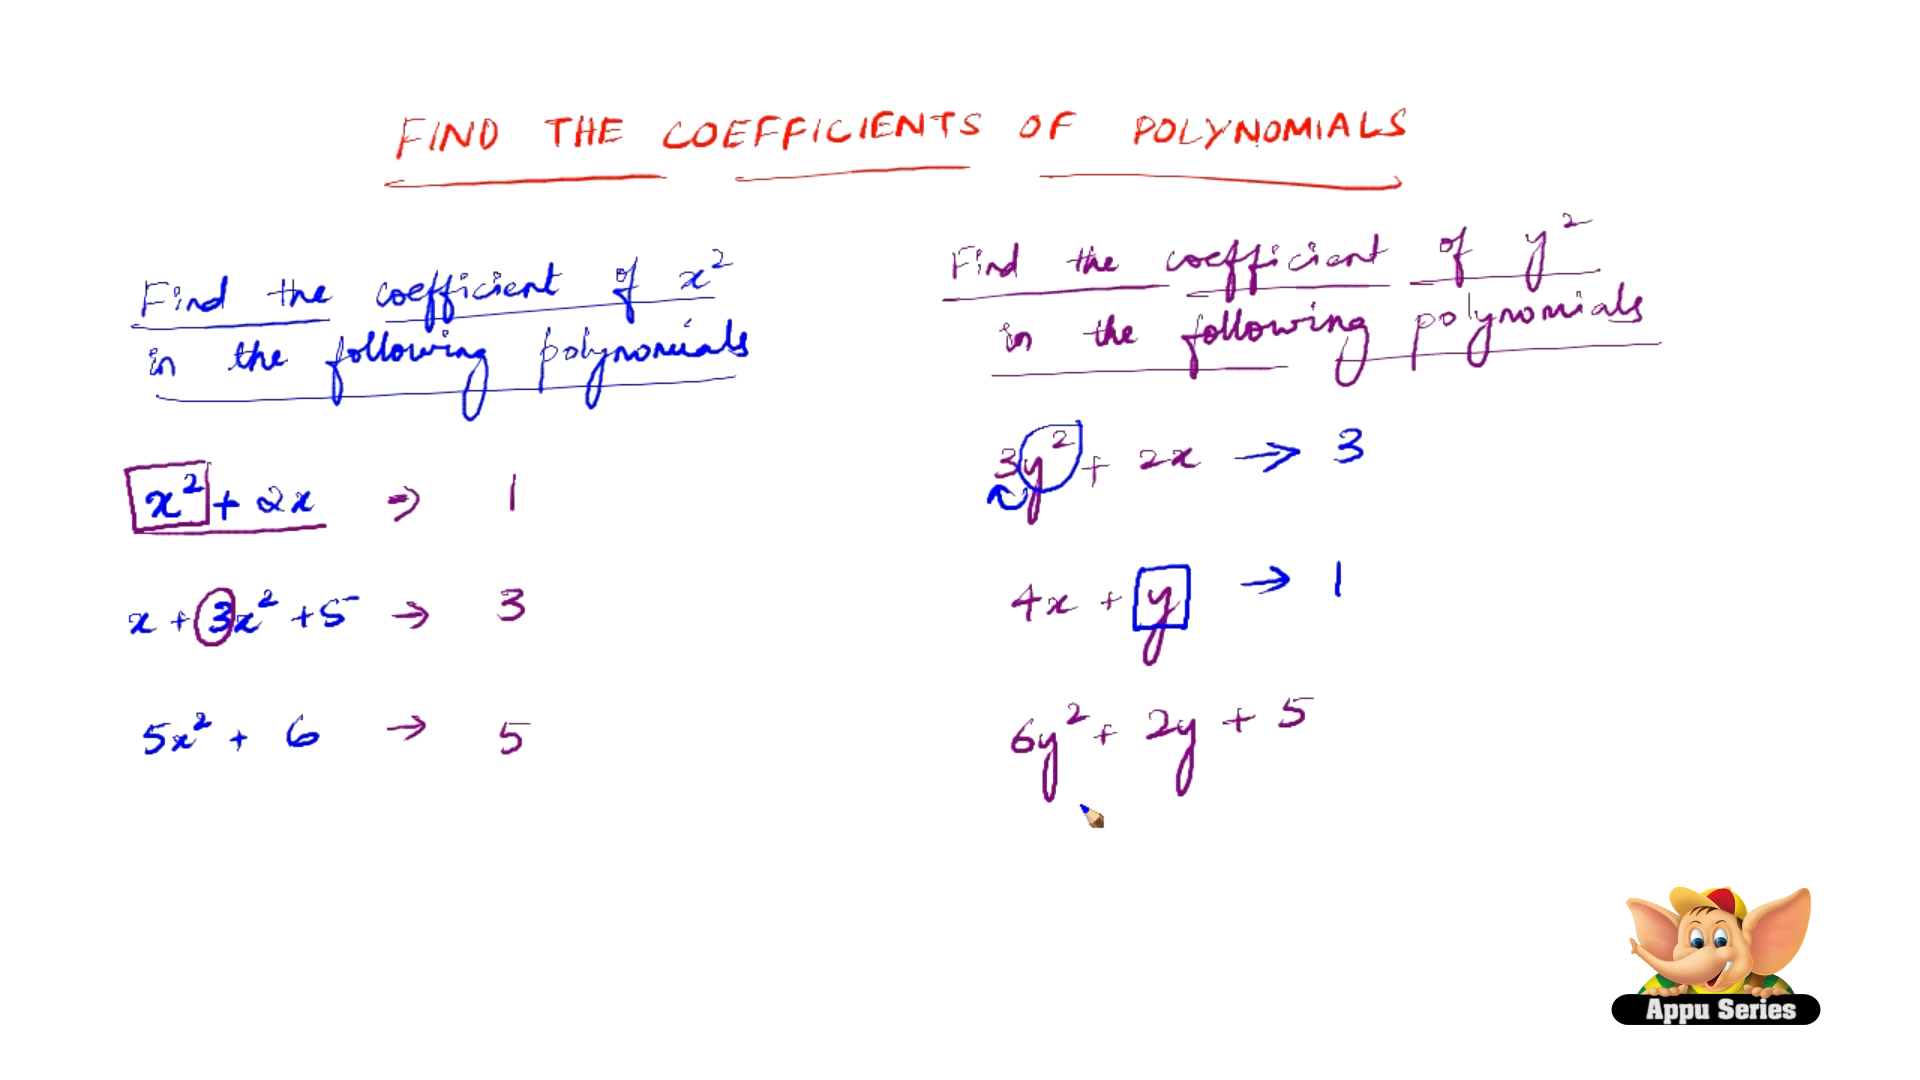 FIND THE COEFFICIENTS OF POLYNOMIALS
Find the coefficient of x²
in the following polynomials
x² + 2x → 1
x + 3x² + 5 → 3
5x² + 6 → 5
Find the coefficient of y²
in the following polynomials
3y² + 2x → 3
4x + y → 1
6y² + 2y + 5
Appu Series